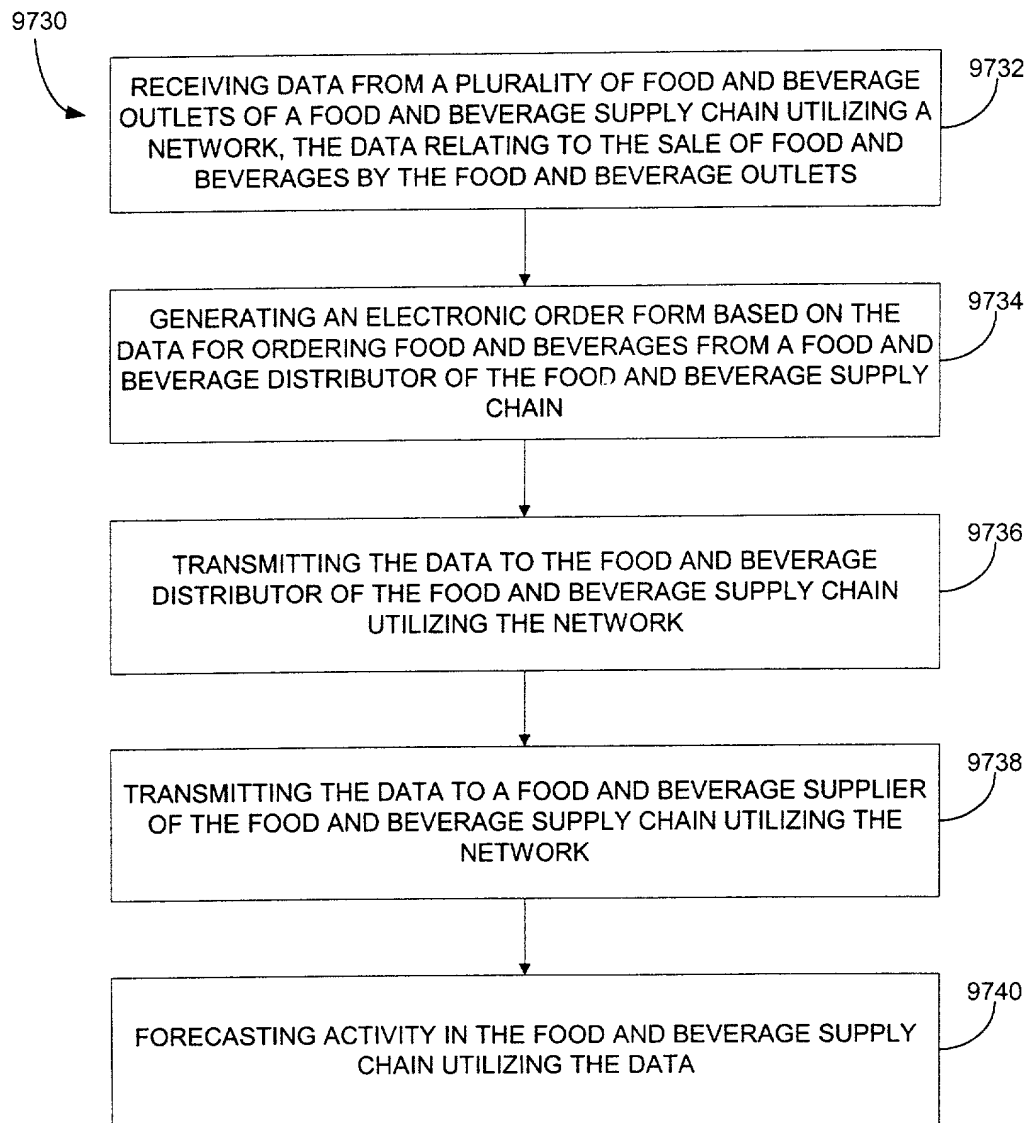 9730
RECEIVING DATA FROM A PLURALITY OF FOOD AND BEVERAGE
OUTLETS OF A FOOD AND BEVERAGE SUPPLY CHAIN UTILIZING A
NETWORK, THE DATA RELATING TO THE SALE OF FOOD AND
BEVERAGES BY THE FOOD AND BEVERAGE OUTLETS
9732
GENERATING AN ELECTRONIC ORDER FORM BASED ON THE
DATA FOR ORDERING FOOD AND BEVERAGES FROM A FOOD AND
BEVERAGE DISTRIBUTOR OF THE FOOD AND BEVERAGE SUPPLY
CHAIN
9734
TRANSMITTING THE DATA TO THE FOOD AND BEVERAGE
DISTRIBUTOR OF THE FOOD AND BEVERAGE SUPPLY CHAIN
UTILIZING THE NETWORK
9736
TRANSMITTING THE DATA TO A FOOD AND BEVERAGE SUPPLIER
OF THE FOOD AND BEVERAGE SUPPLY CHAIN UTILIZING THE
NETWORK
9738
FORECASTING ACTIVITY IN THE FOOD AND BEVERAGE SUPPLY
CHAIN UTILIZING THE DATA
9740